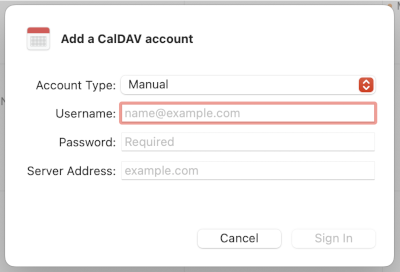 Add a CalDAV account
Account Type: Manual
Username: name@example.com
Password: Required
Server Address: example.com
Cancel Sign In